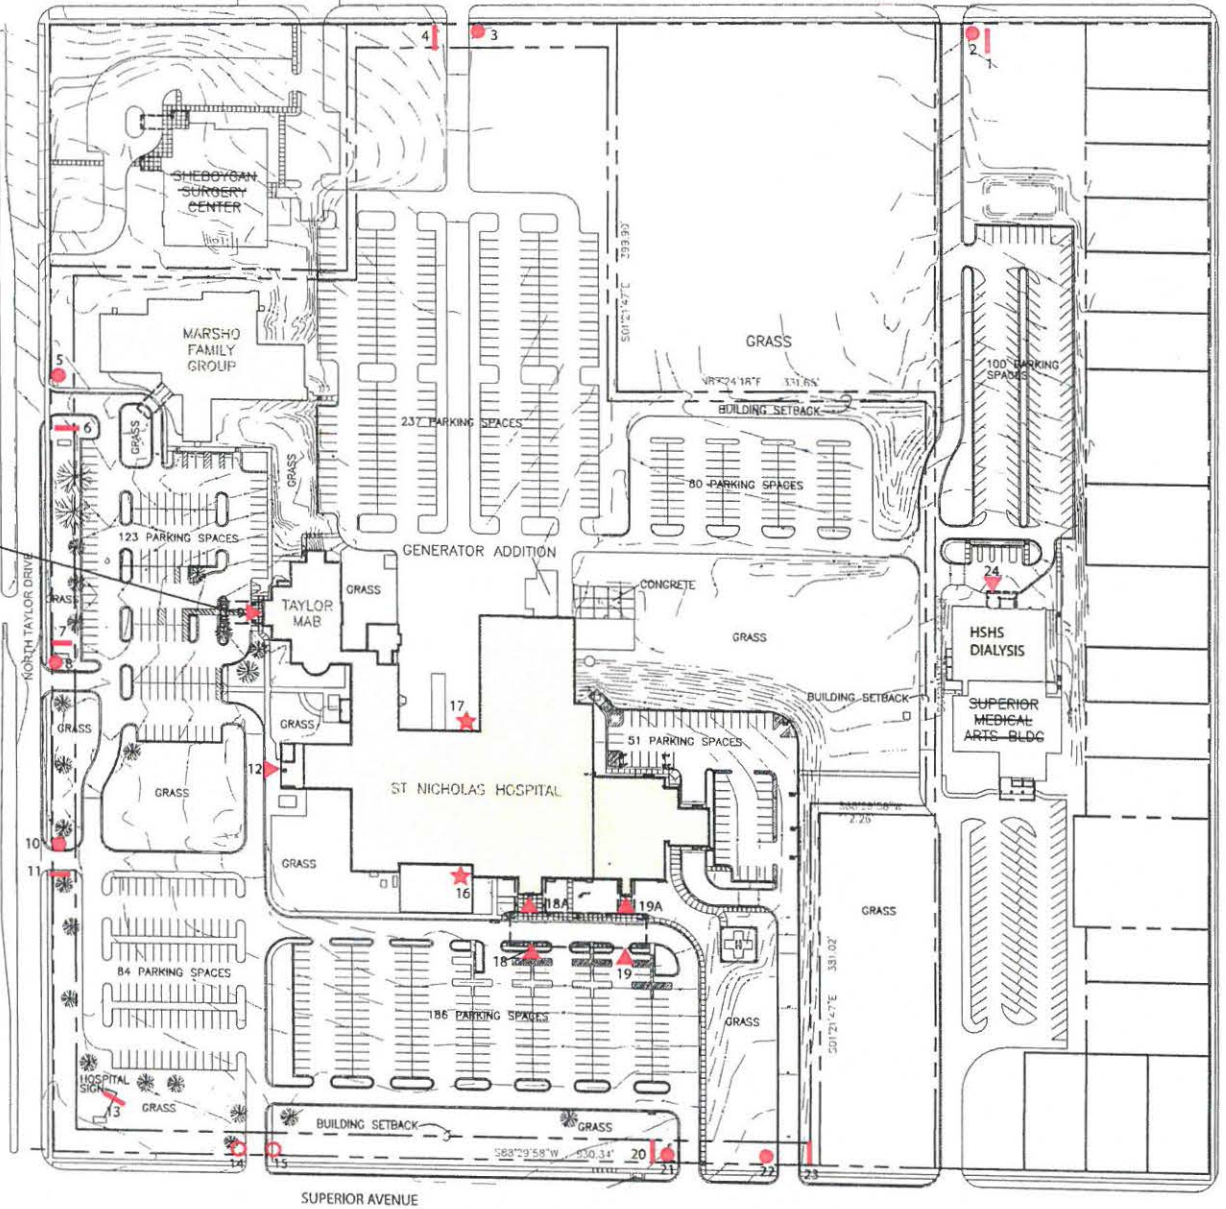 4
3
2
1
SHEBOYGAN
SURGERY
CENTER
S01°21'47"E 393.90'
MARSHO
FAMILY
GROUP
GRASS
5
100 PARKING
SPACES
N87°24'18"E 331.65'
BUILDING SETBACK
237 PARKING SPACES
6
GRASS
GRASS
80 PARKING SPACES
123 PARKING SPACES
GENERATOR ADDITION
NORTH TAYLOR DRIVE
24
CONCRETE
GRASS
GRASS
TAYLOR
MAB
9
7
GRASS
HSHS
DIALYSIS
8
BUILDING SETBACK
SUPERIOR
MEDICAL
ARTS BLDG
17
GRASS
GRASS
51 PARKING SPACES
12
ST NICHOLAS HOSPITAL
GRASS
2.26'
10
GRASS
11
16
18A
19A
GRASS
18
19
84 PARKING SPACES
186 PARKING SPACES
GRASS
S01°21'47"E 331.02'
HOSPITAL
SIGN
13
GRASS
BUILDING SETBACK
GRASS
14
15
S88°29'58"W 930.34'
20
21
22
23
SUPERIOR AVENUE